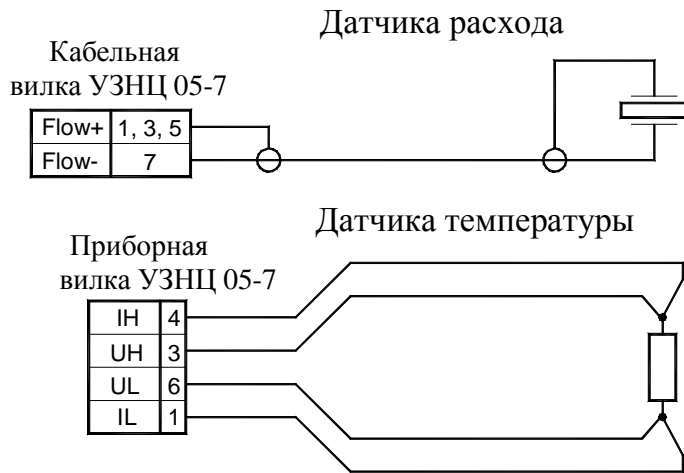 Датчика расхода
Кабельная
вилка УЗНЦ 05-7
Flow+ 1, 3, 5
Flow- 7
Датчика температуры
Приборная
вилка УЗНЦ 05-7
IH 4
UH 3
UL 6
IL 1